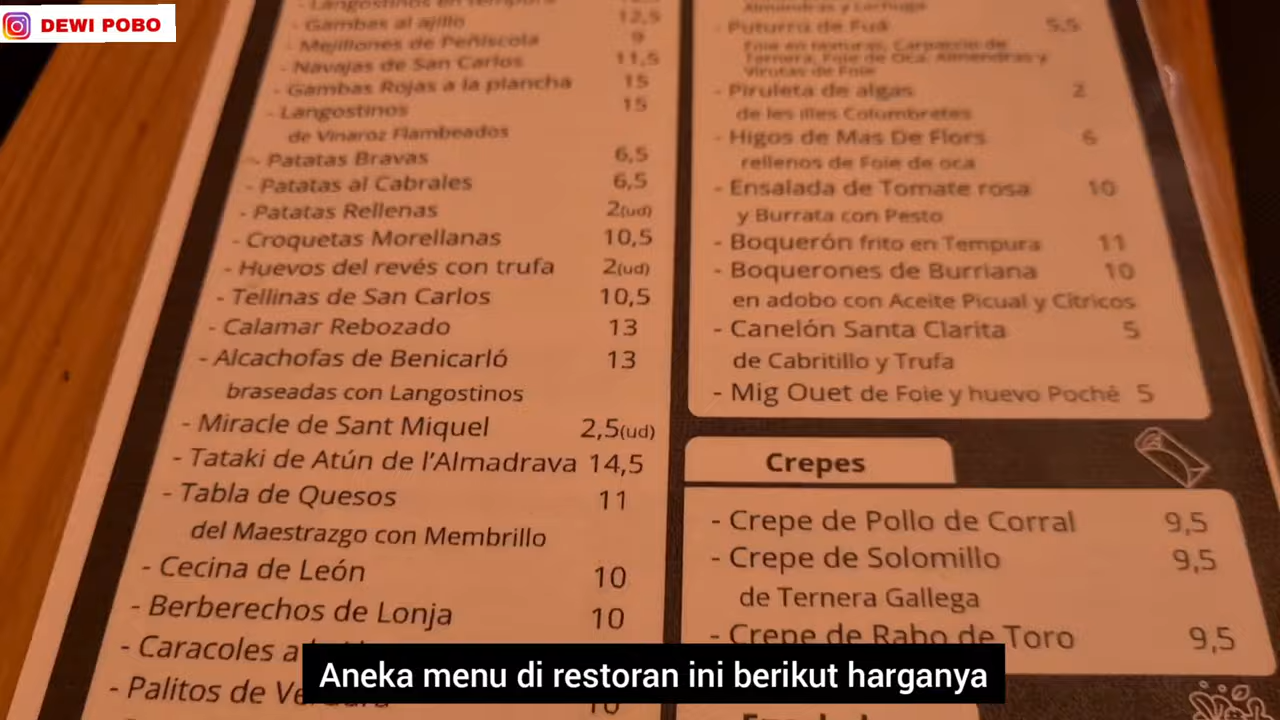 DEWI POBO
Langostinos en tempura
Gambas al ajillo 12,5
- Mejillones de Peñíscola 9
- Navajas de San Carlos 11,5
- Gambas Rojas a la plancha 15
- Langostinos 15
de Vinaroz Flambeados
- Patatas Bravas 6,5
- Patatas al Cabrales 6,5
- Patatas Rellenas 2(ud)
- Croquetas Morellanas 10,5
- Huevos del revés con trufa 2(ud)
- Tellinas de San Carlos 10,5
- Calamar Rebozado 13
- Alcachofas de Benicarló 13
braseadas con Langostinos
- Miracle de Sant Miquel 2,5(ud)
- Tataki de Atún de l'Almadrava 14,5
- Tabla de Quesos 11
del Maestrazgo con Membrillo
- Cecina de León 10
- Berberechos de Lonja 10
- Caracoles a
- Palitos de 10
Almendras y Lechuga
- Puturrú de Fuá 5,5
Foie en texturas, Carpaccio de
Ternera, Foie de Oca, Almendras y
Virutas de Foie
- Piruleta de algas 2
de les illes Columbretes
- Higos de Mas De Flors 6
rellenos de Foie de oca
- Ensalada de Tomate rosa 10
y Burrata con Pesto
- Boquerón frito en Tempura 11
- Boquerones de Burriana 10
en adobo con Aceite Picual y Cítricos
- Canelón Santa Clarita 5
de Cabritillo y Trufa
- Mig Ouet de Foie y huevo Poché 5
Crepes
- Crepe de Pollo de Corral 9,5
- Crepe de Solomillo 9,5
de Ternera Gallega
- Crepe de Rabo de Toro 9,5
Aneka menu di restoran ini berikut harganya